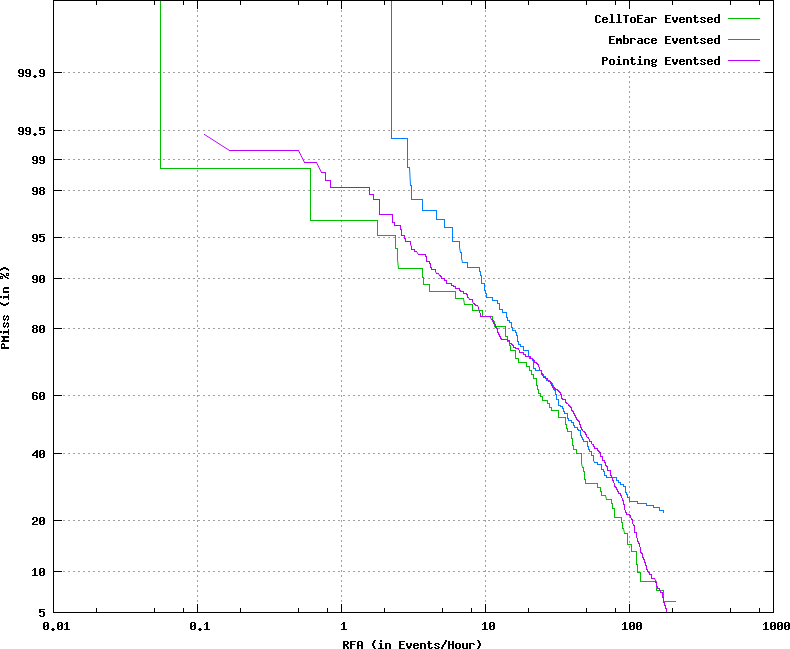 CellToEar Eventsed
Embrace Eventsed
Pointing Eventsed
99.9
99.5
99
98
95
90
80
60
40
20
10
5
PMiss (in %)
0.01 0.1 1 10 100 1000
RFA (in Events/Hour)